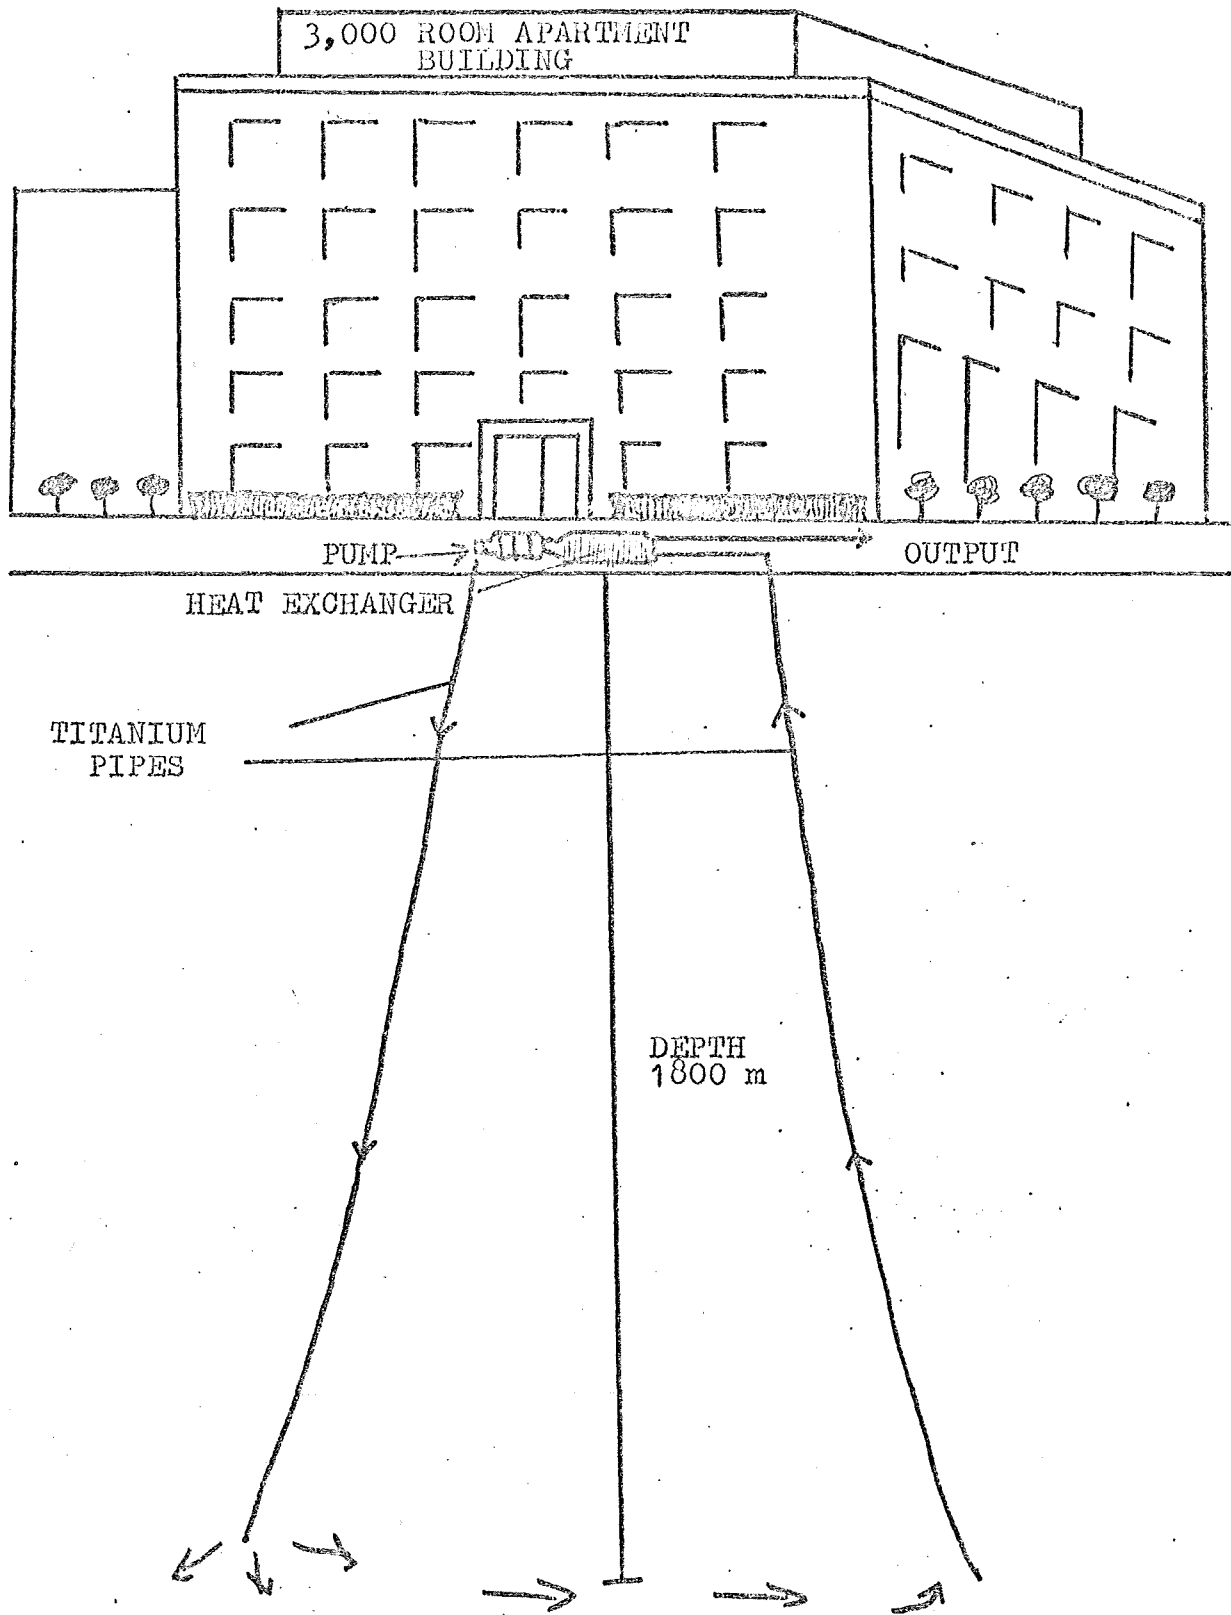 3,000 ROOM APARTMENT
BUILDING
PUMP
OUTPUT
HEAT EXCHANGER
TITANIUM
PIPES
DEPTH
1800 m